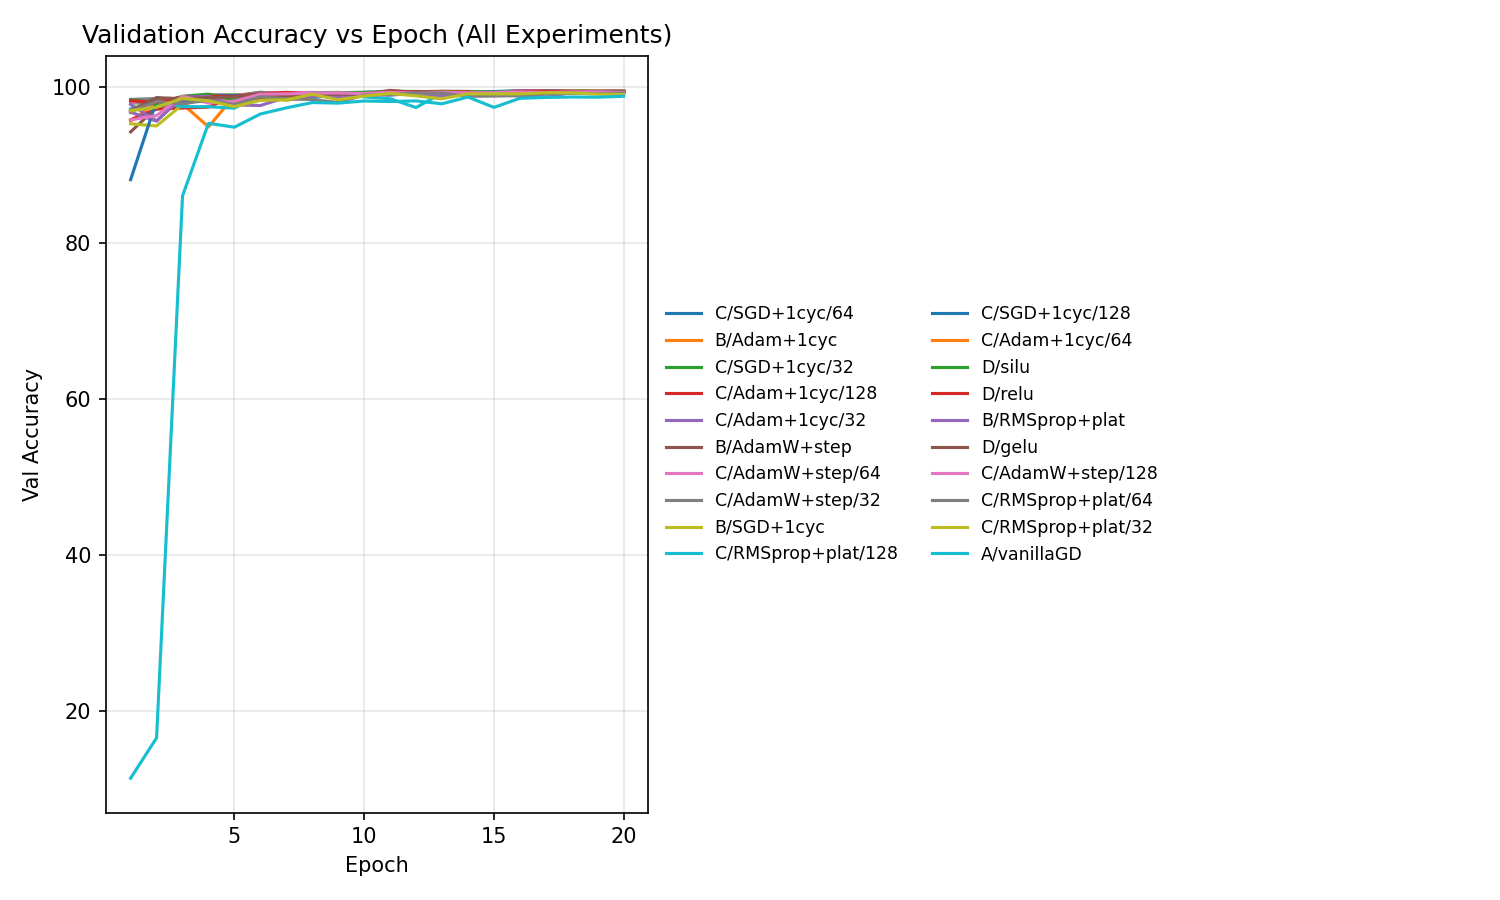 Validation Accuracy vs Epoch (All Experiments)
Val Accuracy
100
80
60
40
20
5 10 15 20
Epoch
C/SGD+1cyc/64
B/Adam+1cyc
C/SGD+1cyc/32
C/Adam+1cyc/128
C/Adam+1cyc/32
B/AdamW+step
C/AdamW+step/64
C/AdamW+step/32
B/SGD+1cyc
C/RMSprop+plat/128
C/SGD+1cyc/128
C/Adam+1cyc/64
D/silu
D/relu
B/RMSprop+plat
D/gelu
C/AdamW+step/128
C/RMSprop+plat/64
C/RMSprop+plat/32
A/vanillaGD